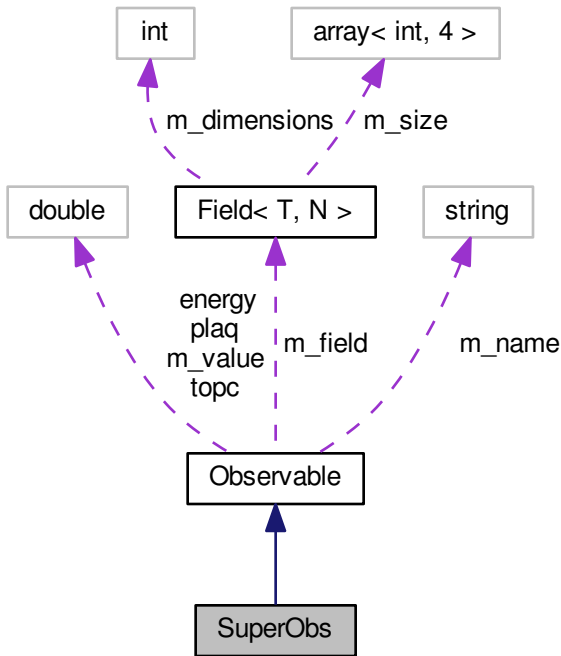 int
array< int, 4 >
m_dimensions
m_size
double
Field< T, N >
string
energy
plaq
m_value
topc
m_field
m_name
Observable
SuperObs